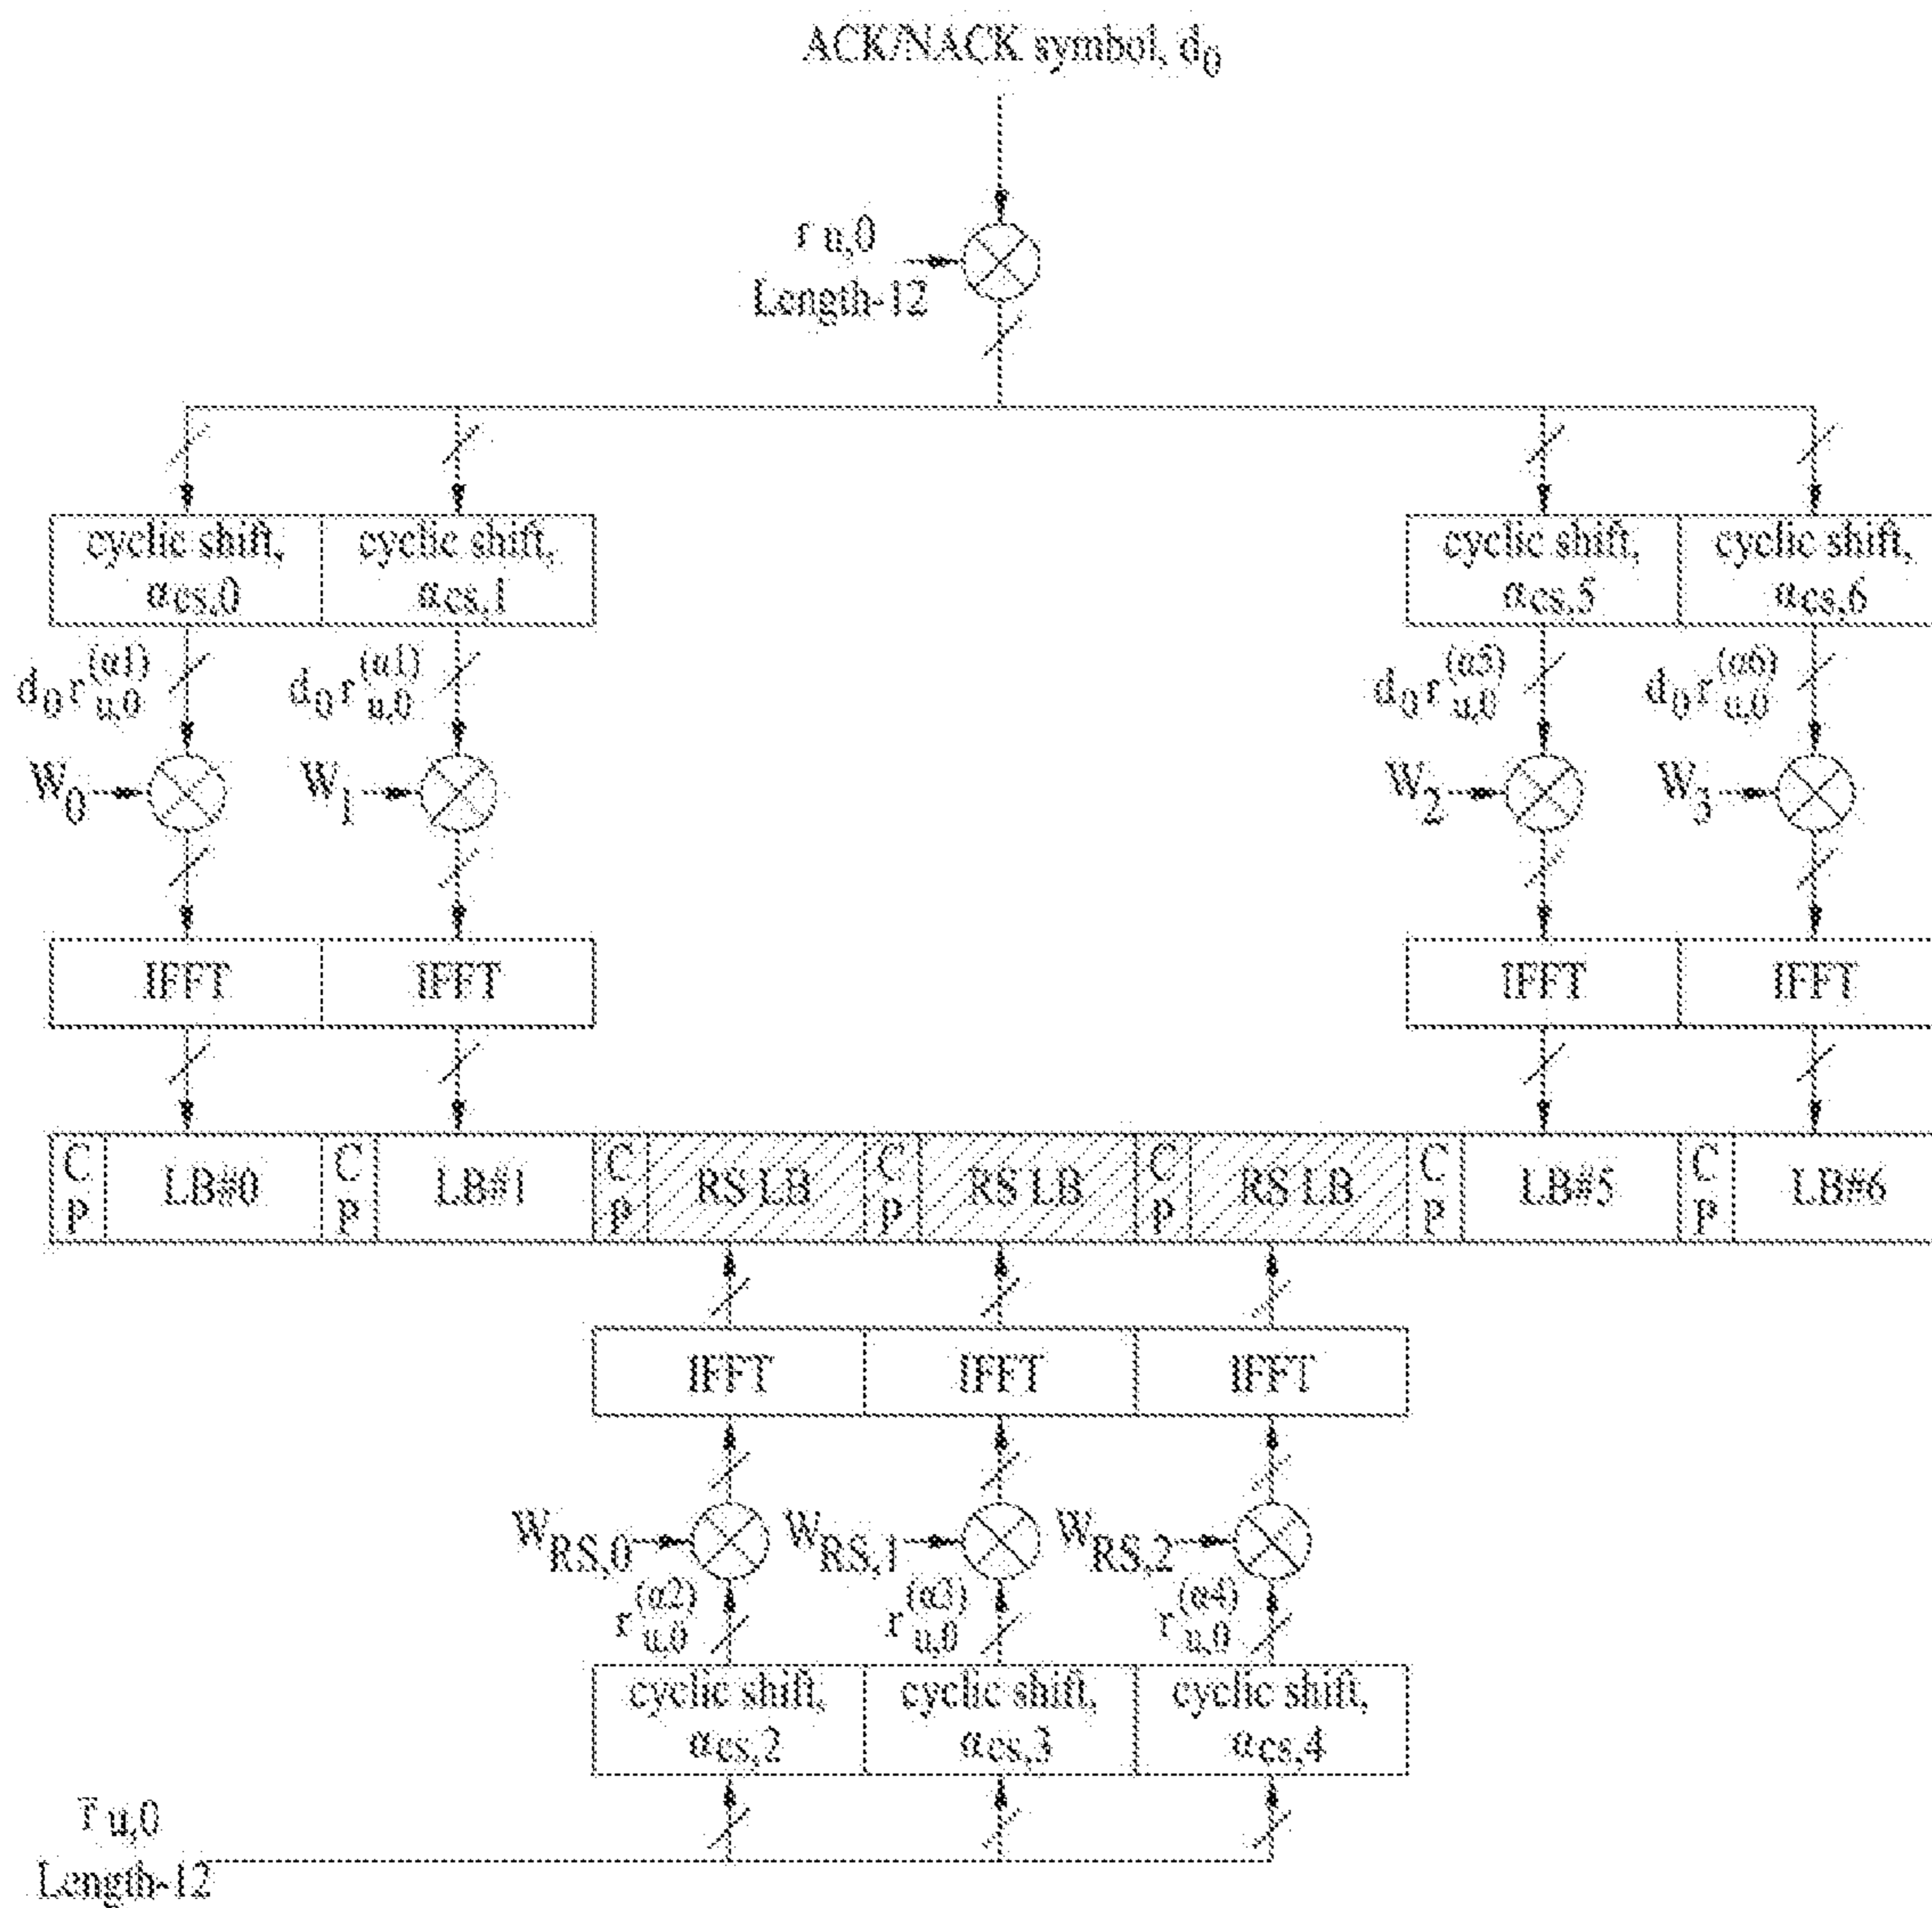 ACK/NACK symbol, d0
r u,0
Length-12
cyclic shift, αcs,0
cyclic shift, αcs,1
cyclic shift, αcs,5
cyclic shift, αcs,6
d0 r (α1) u,0
d0 r (α1) u,0
d0 r (α5) u,0
d0 r (α6) u,0
W0
W1
W2
W3
IFFT
IFFT
IFFT
IFFT
CP
LB#0
CP
LB#1
CP
RS LB
CP
RS LB
CP
RS LB
CP
LB#5
CP
LB#6
IFFT
IFFT
IFFT
WRS,0
WRS,1
WRS,2
r (α2) u,0
r (α3) u,0
r (α4) u,0
cyclic shift, αcs,2
cyclic shift, αcs,3
cyclic shift, αcs,4
r̄ u,0
Length-12